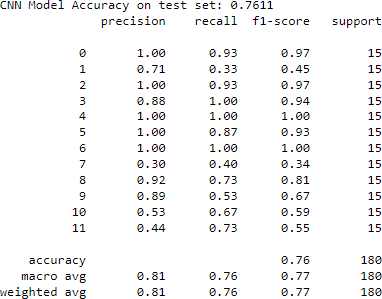 CNN Model Accuracy on test set: 0.7611
precision recall f1-score support
0 1.00 0.93 0.97 15
1 0.71 0.33 0.45 15
2 1.00 0.93 0.97 15
3 0.88 1.00 0.94 15
4 1.00 1.00 1.00 15
5 1.00 0.87 0.93 15
6 1.00 1.00 1.00 15
7 0.30 0.40 0.34 15
8 0.92 0.73 0.81 15
9 0.89 0.53 0.67 15
10 0.53 0.67 0.59 15
11 0.44 0.73 0.55 15
accuracy 0.76 180
macro avg 0.81 0.76 0.77 180
weighted avg 0.81 0.76 0.77 180